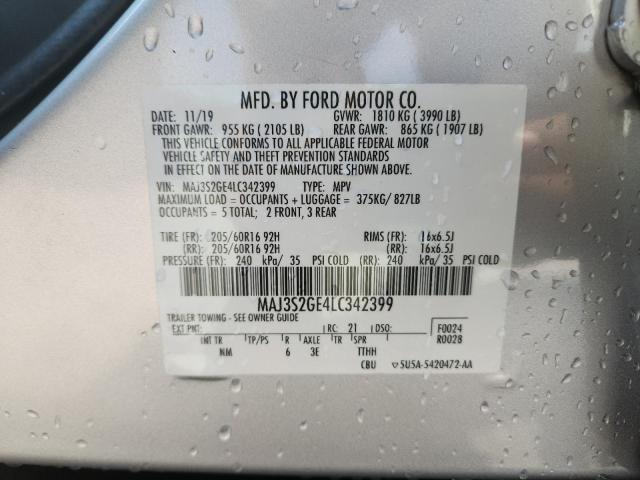 MFD. BY FORD MOTOR CO.
DATE: 11/19 GVWR: 1810 KG ( 3990 LB)
FRONT GAWR: 955 KG ( 2105 LB) REAR GAWR: 865 KG ( 1907 LB)
THIS VEHICLE CONFORMS TO ALL APPLICABLE FEDERAL MOTOR
VEHICLE SAFETY AND THEFT PREVENTION STANDARDS
IN EFFECT ON THE DATE OF MANUFACTURE SHOWN ABOVE.
VIN: MAJ3S2GE4LC342399 TYPE: MPV
MAXIMUM LOAD = OCCUPANTS + LUGGAGE = 375KG/ 827LB
OCCUPANTS = 5 TOTAL; 2 FRONT, 3 REAR
TIRE (FR): 205/60R16 92H RIMS (FR): 16x6.5J
(RR): 205/60R16 92H (RR): 16x6.5J
PRESSURE (FR): 240 kPa/ 35 PSI COLD (RR): 240 kPa/ 35 PSI COLD
MAJ3S2GE4LC342399
TRAILER TOWING - SEE OWNER GUIDE
EXT PNT: RC: 21 DSO: F0024
INT TR TP/PS R AXLE TR SPR R0028
NM 6 3E TTHH
CBU 5U5A-5420472-AA